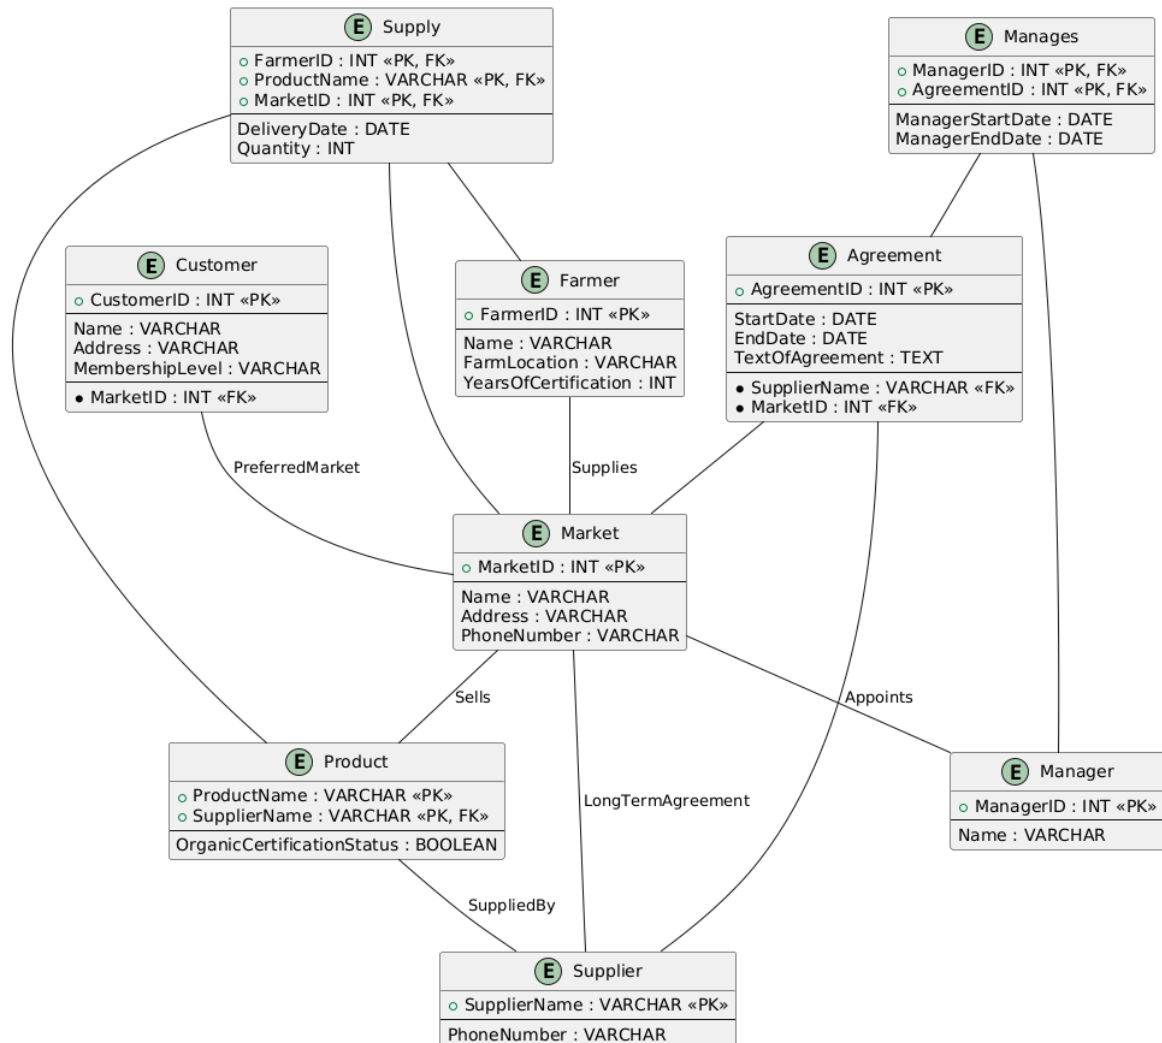 E Supply
FarmerID : INT «PK, FK»
ProductName : VARCHAR «PK, FK»
MarketID : INT «PK, FK»
DeliveryDate : DATE
Quantity : INT
E Manages
ManagerID : INT «PK, FK»
AgreementID : INT «PK, FK»
ManagerStartDate : DATE
ManagerEndDate : DATE
E Customer
CustomerID : INT «PK»
Name : VARCHAR
Address : VARCHAR
MembershipLevel : VARCHAR
MarketID : INT «FK»
E Farmer
FarmerID : INT «PK»
Name : VARCHAR
FarmLocation : VARCHAR
YearsOfCertification : INT
E Agreement
AgreementID : INT «PK»
StartDate : DATE
EndDate : DATE
TextOfAgreement : TEXT
SupplierName : VARCHAR «FK»
MarketID : INT «FK»
PreferredMarket
Supplies
E Market
MarketID : INT «PK»
Name : VARCHAR
Address : VARCHAR
PhoneNumber : VARCHAR
Sells
Appoints
E Product
ProductName : VARCHAR «PK»
SupplierName : VARCHAR «PK, FK»
OrganicCertificationStatus : BOOLEAN
LongTermAgreement
E Manager
ManagerID : INT «PK»
Name : VARCHAR
SuppliedBy
E Supplier
SupplierName : VARCHAR «PK»
PhoneNumber : VARCHAR